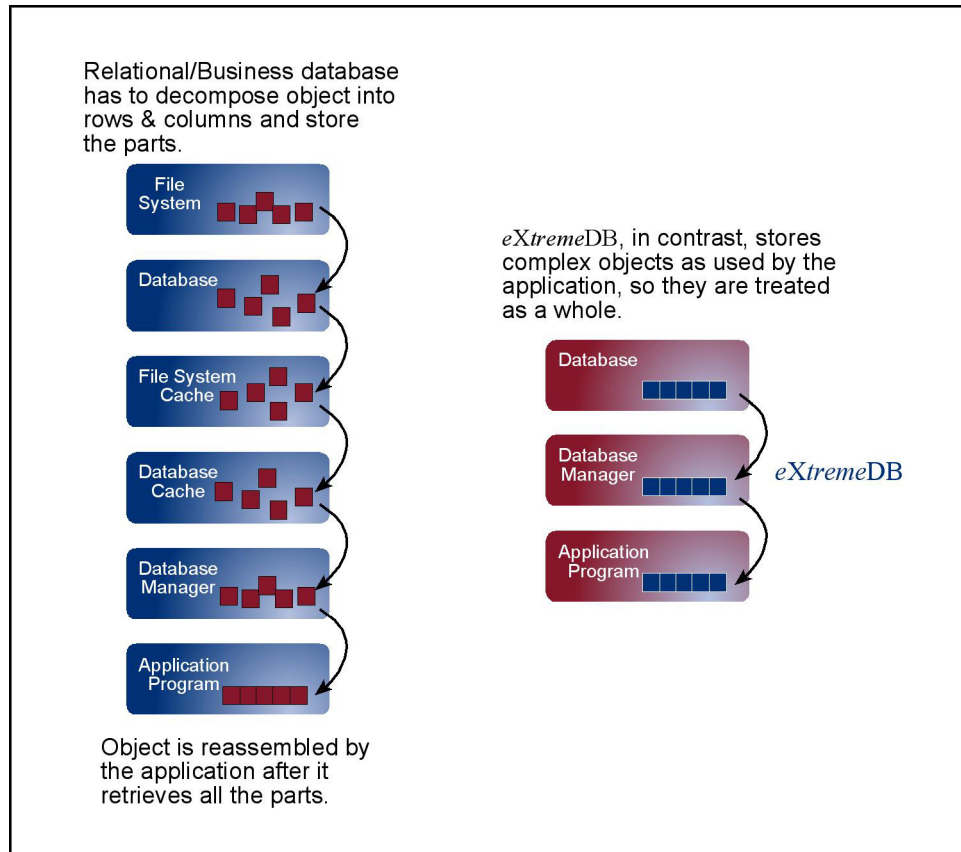 Relational/Business database
has to decompose object into
rows & columns and store
the parts.
File
System
Database
File System
Cache
Database
Cache
Database
Manager
Application
Program
Object is reassembled by
the application after it
retrieves all the parts.
eXtremeDB, in contrast, stores
complex objects as used by the
application, so they are treated
as a whole.
Database
Database
Manager
eXtremeDB
Application
Program